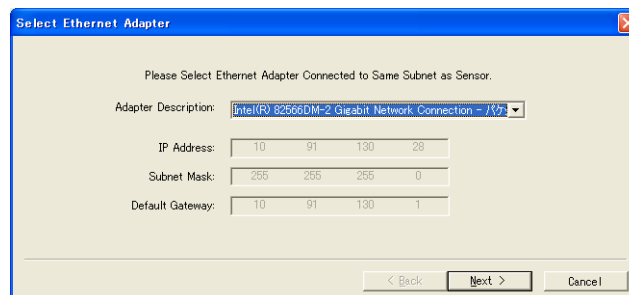 Select Ethernet Adapter
Please Select Ethernet Adapter Connected to Same Subnet as Sensor.
Adapter Description: Intel(R) 82566DM-2 Gigabit Network Connection - パケ
IP Address: 10 91 130 28
Subnet Mask: 255 255 255 0
Default Gateway: 10 91 130 1
< Back Next > Cancel